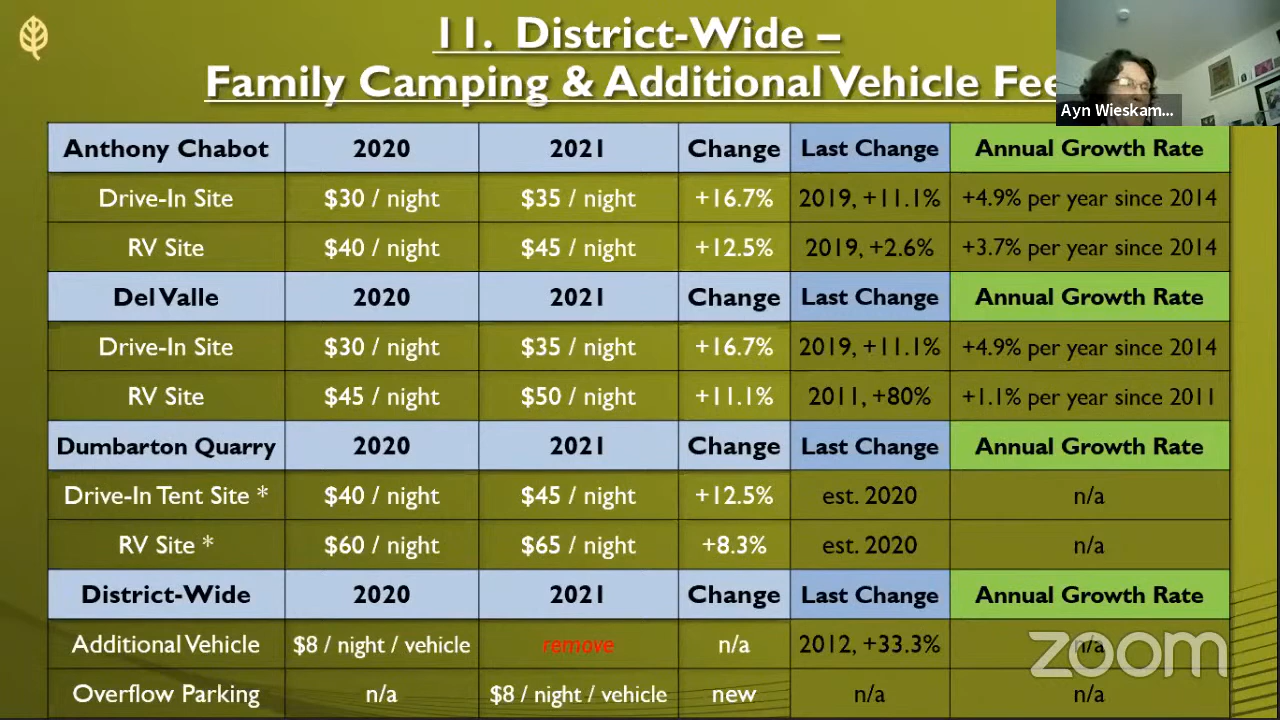 11. District-Wide –
Family Camping & Additional Vehicle Fee
Ayn Wieskam...
Anthony Chabot 2020 2021 Change Last Change Annual Growth Rate
Drive-In Site $30 / night $35 / night +16.7% 2019, +11.1% +4.9% per year since 2014
RV Site $40 / night $45 / night +12.5% 2019, +2.6% +3.7% per year since 2014
Del Valle 2020 2021 Change Last Change Annual Growth Rate
Drive-In Site $30 / night $35 / night +16.7% 2019, +11.1% +4.9% per year since 2014
RV Site $45 / night $50 / night +11.1% 2011, +80% +1.1% per year since 2011
Dumbarton Quarry 2020 2021 Change Last Change Annual Growth Rate
Drive-In Tent Site * $40 / night $45 / night +12.5% est. 2020 n/a
RV Site * $60 / night $65 / night +8.3% est. 2020 n/a
District-Wide 2020 2021 Change Last Change Annual Growth Rate
Additional Vehicle $8 / night / vehicle remove n/a 2012, +33.3% n/a
zoom
Overflow Parking n/a $8 / night / vehicle new n/a n/a